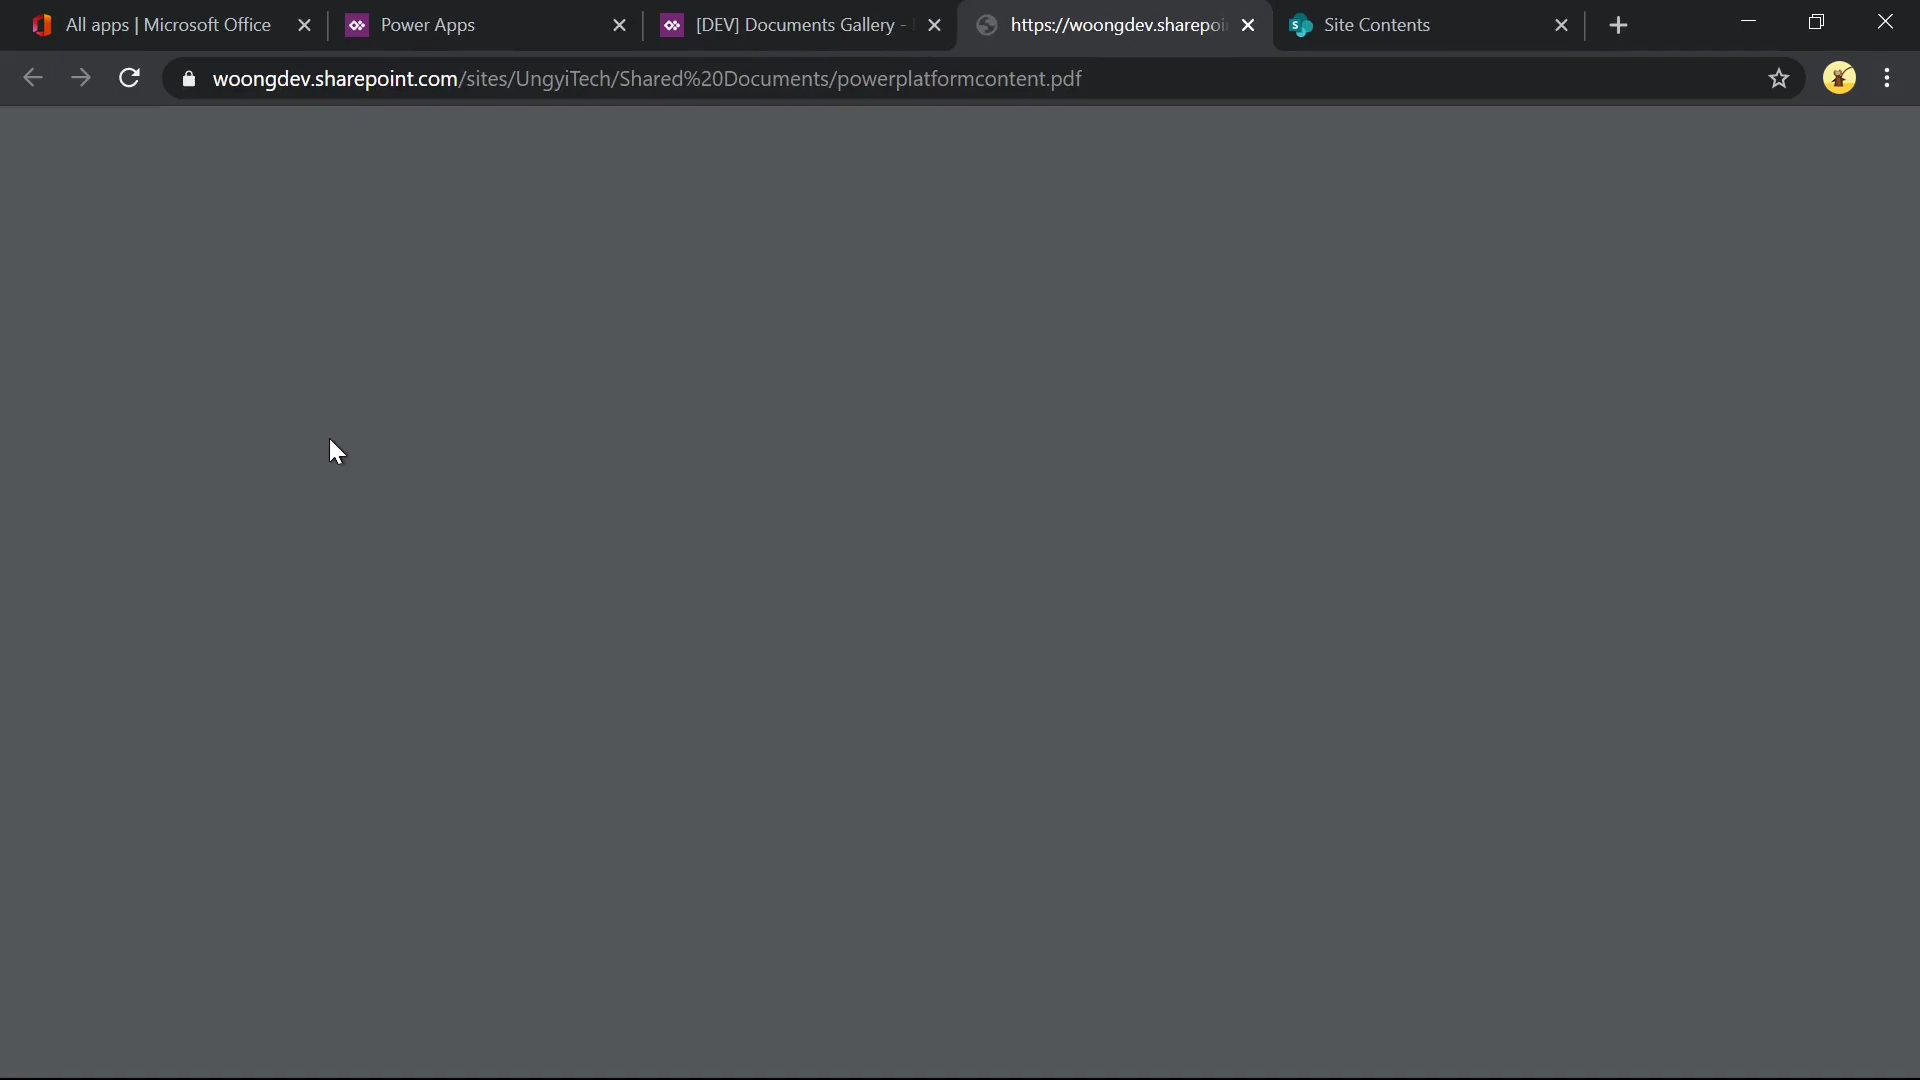 All apps | Microsoft Office
Power Apps
[DEV] Documents Gallery -
https://woongdev.sharepoi
Site Contents
woongdev.sharepoint.com/sites/UngyiTech/Shared%20Documents/powerplatformcontent.pdf